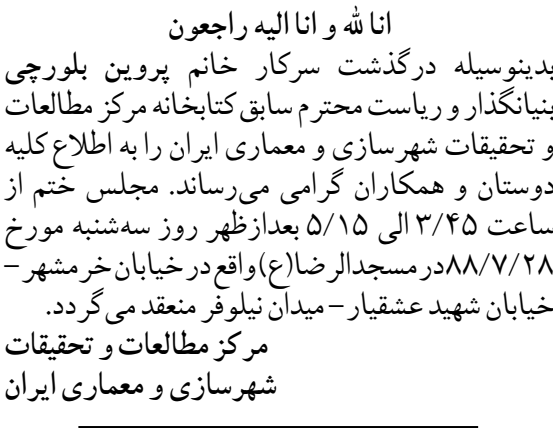 انا لله و انا الیه راجعون
بدینوسیله درگذشت سرکار خانم پروین بلورچی
بنیانگذار و ریاست محترم سابق کتابخانه مرکز مطالعات
و تحقیقات شهرسازی و معماری ایران را به اطلاع کلیه
دوستان و همکاران گرامی می‌رساند. مجلس ختم از
ساعت ۳/۴۵ الی ۵/۱۵ بعدازظهر روز سه‌شنبه مورخ
۸۸/۷/۲۸در مسجدالرضا(ع)واقع در خیابان خرمشهر –
خیابان شهید عشقیار – میدان نیلوفر منعقد می‌گردد.
مرکز مطالعات و تحقیقات
شهرسازی و معماری ایران